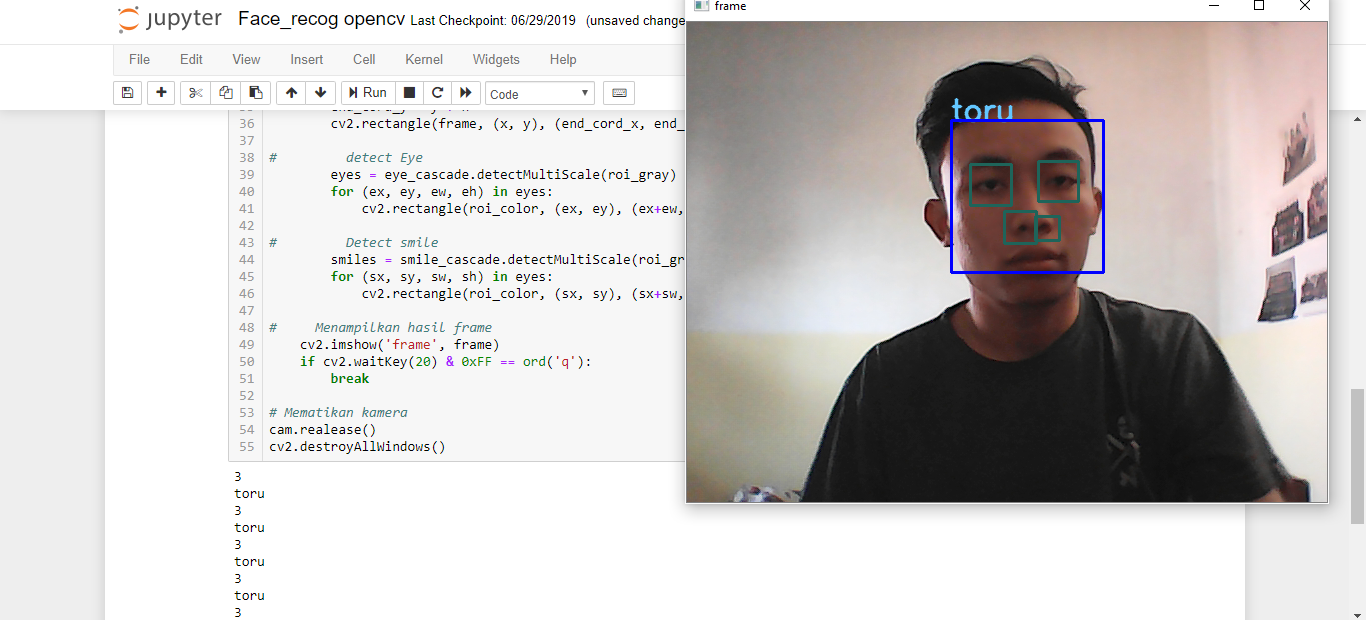 jupyter Face_recog opencv Last Checkpoint: 06/29/2019 (unsaved change
File Edit View Insert Cell Kernel Widgets Help
Run Code
36 cv2.rectangle(frame, (x, y), (end_cord_x, end_
37
38 # detect Eye
39 eyes = eye_cascade.detectMultiScale(roi_gray)
40 for (ex, ey, ew, eh) in eyes:
41 cv2.rectangle(roi_color, (ex, ey), (ex+ew,
42
43 # Detect smile
44 smiles = smile_cascade.detectMultiScale(roi_gr
45 for (sx, sy, sw, sh) in eyes:
46 cv2.rectangle(roi_color, (sx, sy), (sx+sw,
47
48 # Menampilkan hasil frame
49 cv2.imshow('frame', frame)
50 if cv2.waitKey(20) & 0xFF == ord('q'):
51 break
52
53 # Mematikan kamera
54 cam.realease()
55 cv2.destroyAllWindows()
3
toru
3
toru
3
toru
3
toru
3
frame
toru